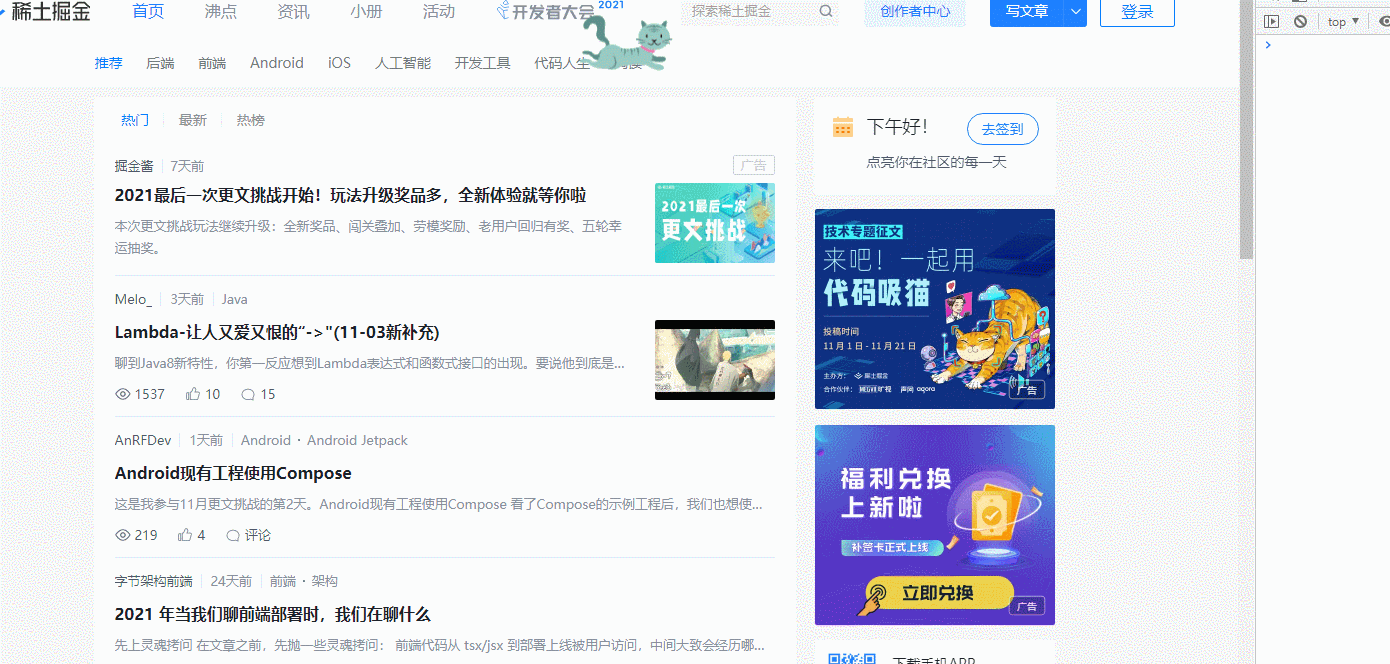 稀土掘金 首页 沸点 资讯 小册 活动 开发者大会 2021 探索稀土掘金 创作者中心 写文章 登录
top
推荐 后端 前端 Android iOS 人工智能 开发工具 代码人生
热门 最新 热榜
掘金酱 7天前 广告
2021最后一次更文挑战开始！玩法升级奖品多，全新体验就等你啦
本次更文挑战玩法继续升级：全新奖品、闯关叠加、劳模奖励、老用户回归有奖、五轮幸
运抽奖。
2021最后一次
更文挑战
Melo_ 3天前 Java
Lambda-让人又爱又恨的“->"(11-03新补充)
聊到Java8新特性，你第一反应想到Lambda表达式和函数式接口的出现。要说他到底是...
1537 10 15
AnRFDev 1天前 Android · Android Jetpack
Android现有工程使用Compose
这是我参与11月更文挑战的第2天。Android现有工程使用Compose 看了Compose的示例工程后，我们也想使...
219 4 评论
字节架构前端 24天前 前端 · 架构
2021 年当我们聊前端部署时，我们在聊什么
先上灵魂拷问 在文章之前，先抛一些灵魂拷问： 前端代码从 tsx/jsx 到部署上线被用户访问，中间大致会经历哪...
下午好！ 去签到
点亮你在社区的每一天
技术专题征文
来吧！一起用
代码吸猫
投稿时间
11月1日-11月21日
主办方： 稀土掘金
合作伙伴： MEGVII旷视 声网 agora
广告
福利兑换
上新啦
补签卡正式上线
立即兑换
广告
下载手机APP